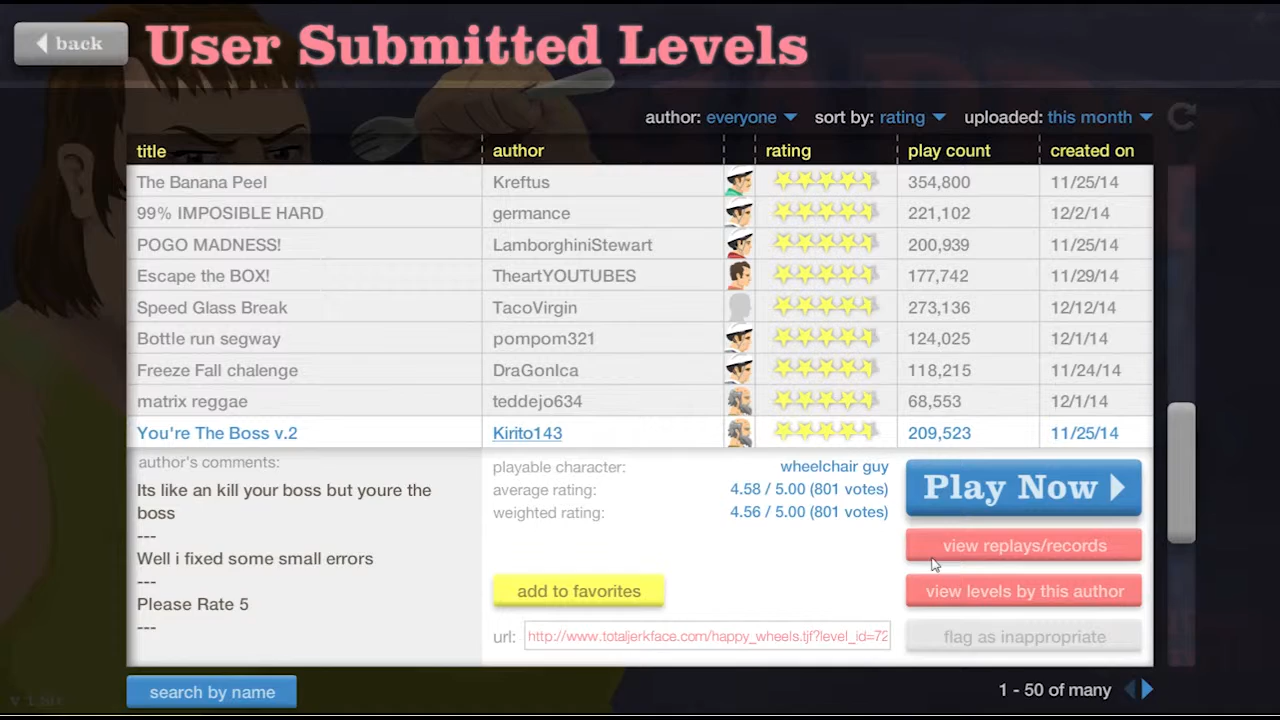 back
User Submitted Levels
author: everyone sort by: rating uploaded: this month
title author rating play count created on
The Banana Peel Kreftus 354,800 11/25/14
99% IMPOSIBLE HARD germance 221,102 12/2/14
POGO MADNESS! LamborghiniStewart 200,939 11/25/14
Escape the BOX! TheartYOUTUBES 177,742 11/29/14
Speed Glass Break TacoVirgin 273,136 12/12/14
Bottle run segway pompom321 124,025 12/1/14
Freeze Fall chalenge DraGonIca 118,215 11/24/14
matrix reggae teddejo634 68,553 12/1/14
You're The Boss v.2 Kirito143 209,523 11/25/14
author's comments:
Its like an kill your boss but youre the
boss
---
Well i fixed some small errors
---
Please Rate 5
---
playable character: wheelchair guy
average rating: 4.58 / 5.00 (801 votes)
weighted rating: 4.56 / 5.00 (801 votes)
add to favorites
url: http://www.totaljerkface.com/happy_wheels.tjf?level_id=72
Play Now
view replays/records
view levels by this author
flag as inappropriate
search by name
1 - 50 of many